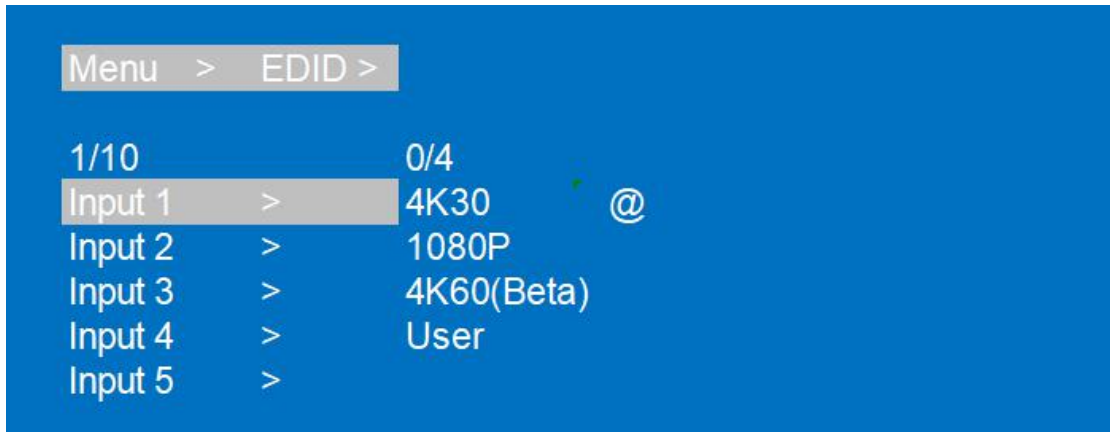 Menu > EDID >
1/10 0/4
Input 1 > 4K30 @
Input 2 > 1080P
Input 3 > 4K60(Beta)
Input 4 > User
Input 5 >